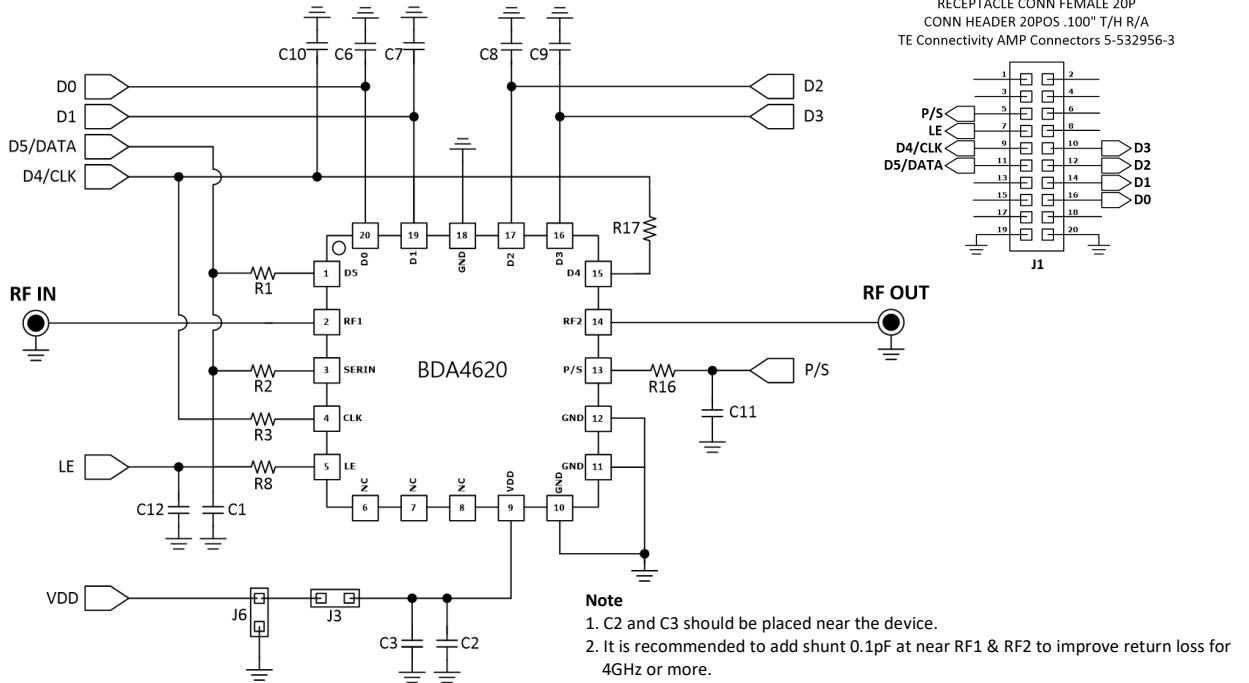 RECEPTACLE CONN FEMALE 20P
CONN HEADER 20POS .100" T/H R/A
TE Connectivity AMP Connectors 5-532956-3
C10 C6 C7 C8 C9
D0
D1
D5/DATA
D4/CLK
D2
D3
1 2
3 4
P/S 5 6
LE 7 8
D4/CLK 9 10 D3
D5/DATA 11 12 D2
13 14 D1
15 16 D0
17 18
19 20
J1
R17
20 19 18 17 16
D0 D1 GND D2 D3
R1 1 D5 D4 15
RF IN
RF OUT
2 RF1 RF2 14
R2 3 SERIN BDA4620 P/S 13 R16 P/S
C11
R3 4 CLK GND 12
LE R8 5 LE GND 11
NC NC NC VDD GND
6 7 8 9 10
C12 C1
VDD
J6 J3
C3 C2
Note
1. C2 and C3 should be placed near the device.
2. It is recommended to add shunt 0.1pF at near RF1 & RF2 to improve return loss for
4GHz or more.